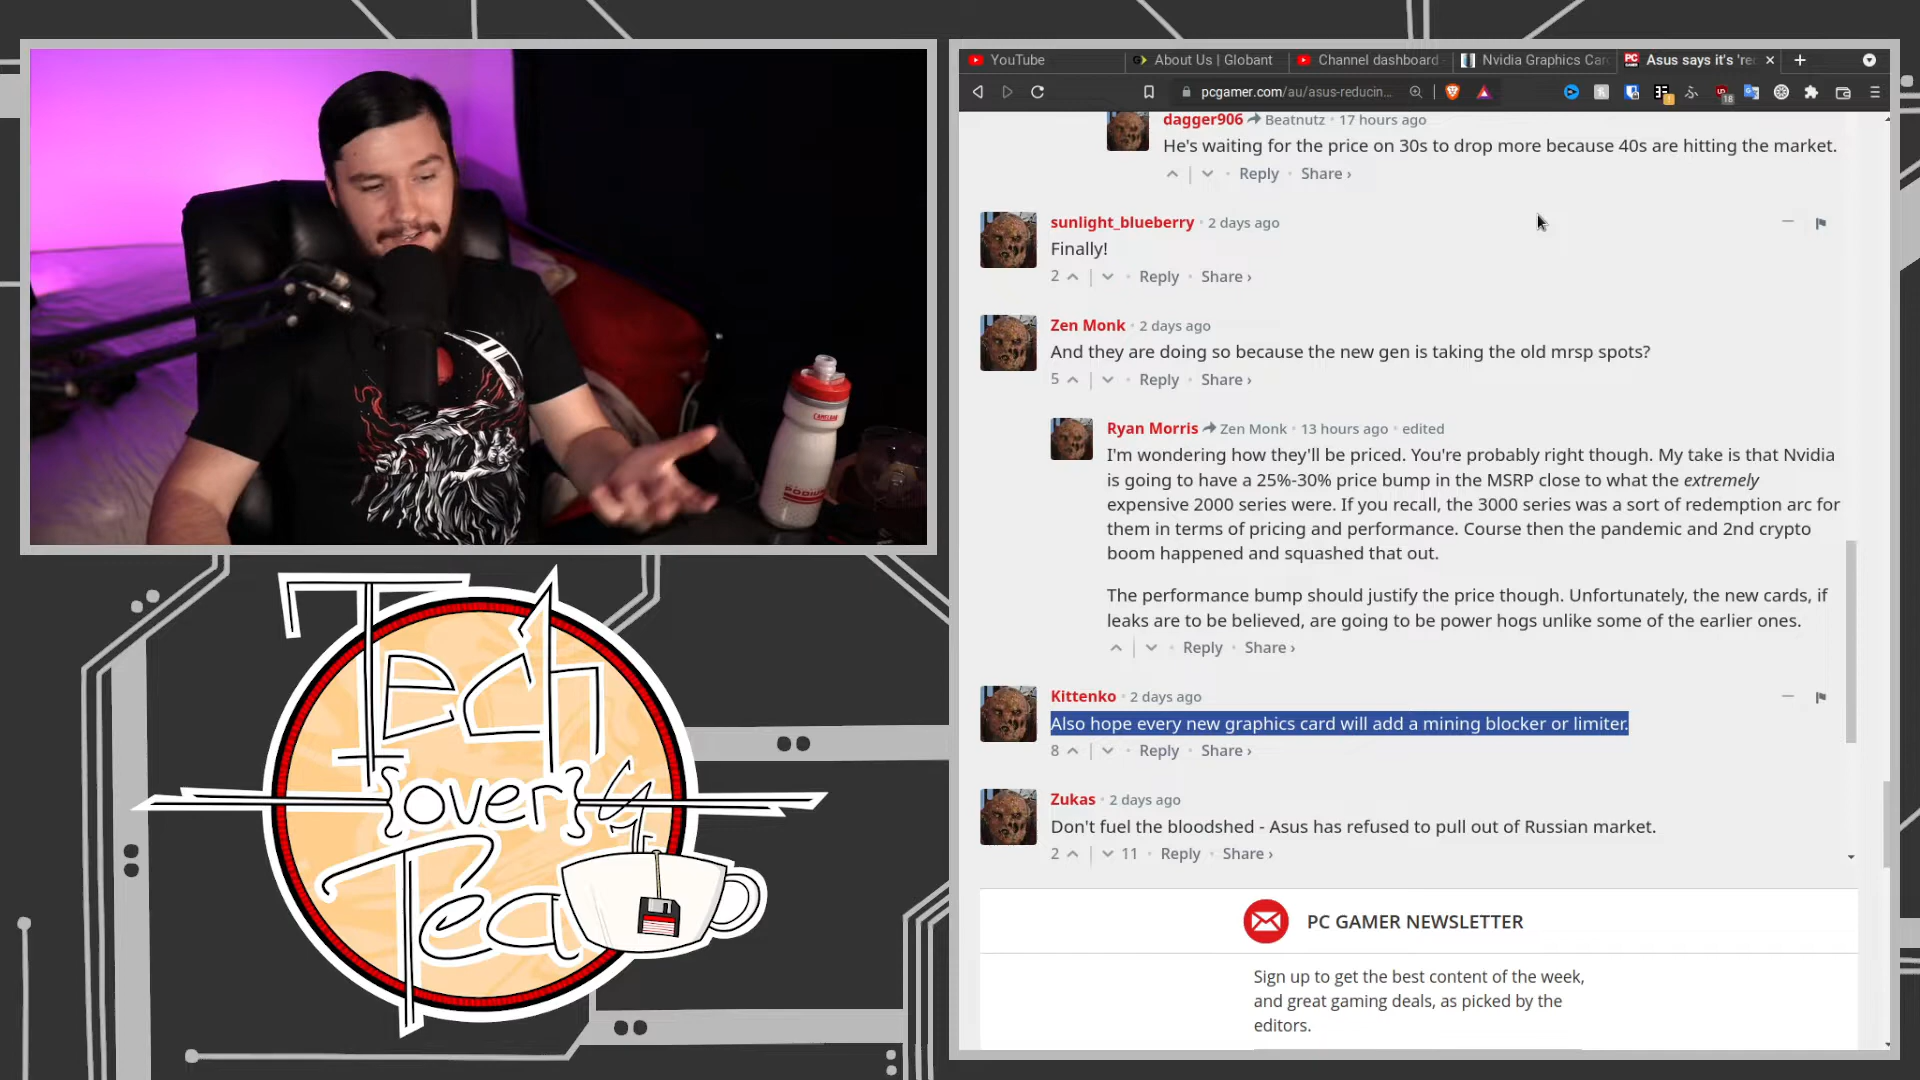 YouTube
About Us | Globant
Channel dashboard
Nvidia Graphics Car
PC GAMER
Asus says it's 're
pcgamer.com/au/asus-reducin...
18
dagger906 Beatnutz · 17 hours ago
He's waiting for the price on 30s to drop more because 40s are hitting the market.
Reply · Share ›
sunlight_blueberry · 2 days ago
Finally!
2 · Reply · Share ›
Zen Monk · 2 days ago
And they are doing so because the new gen is taking the old mrsp spots?
5 · Reply · Share ›
Ryan Morris Zen Monk · 13 hours ago · edited
I'm wondering how they'll be priced. You're probably right though. My take is that Nvidia
is going to have a 25%-30% price bump in the MSRP close to what the extremely
expensive 2000 series were. If you recall, the 3000 series was a sort of redemption arc for
them in terms of pricing and performance. Course then the pandemic and 2nd crypto
boom happened and squashed that out.
The performance bump should justify the price though. Unfortunately, the new cards, if
leaks are to be believed, are going to be power hogs unlike some of the earlier ones.
Reply · Share ›
Kittenko · 2 days ago
Also hope every new graphics card will add a mining blocker or limiter.
8 · Reply · Share ›
Zukas · 2 days ago
Don't fuel the bloodshed - Asus has refused to pull out of Russian market.
2 11 · Reply · Share ›
PC GAMER NEWSLETTER
Sign up to get the best content of the week,
and great gaming deals, as picked by the
editors.
CAMELBAK
PODIUM
Tech
{over}
Tea